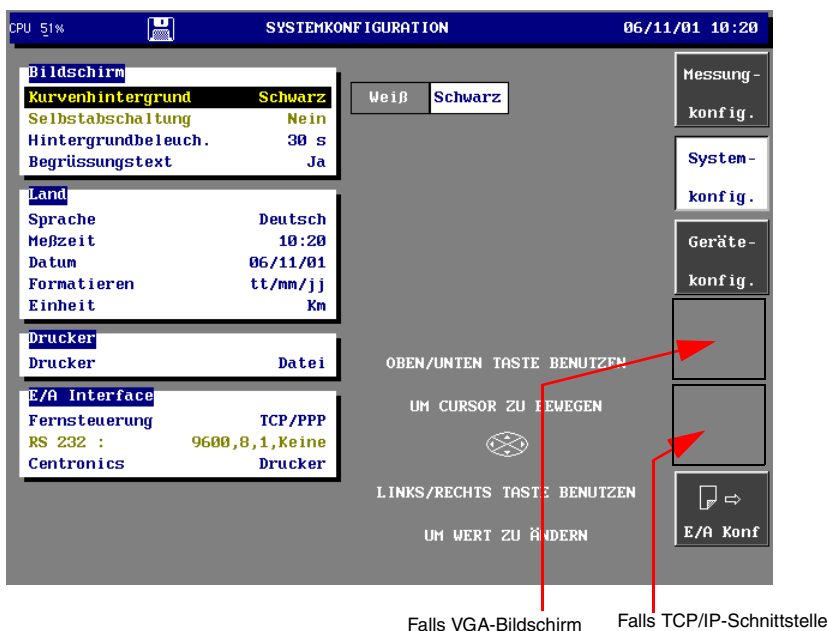 CPU 51%
SYSTEMKONFIGURATION
06/11/01 10:20
Bildschirm
Kurvenhintergrund Schwarz
Selbstabschaltung Nein
Hintergrundbeleuch. 30 s
Begrüssungstext Ja
Weiß Schwarz
Land
Sprache Deutsch
Meßzeit 10:20
Datum 06/11/01
Formatieren tt/mm/jj
Einheit Km
Drucker
Drucker Datei
E/A Interface
Fernsteuerung TCP/PPP
RS 232 : 9600,8,1,Keine
Centronics Drucker
OBEN/UNTEN TASTE BENUTZEN
UM CURSOR ZU BEWEGEN
LINKS/RECHTS TASTE BENUTZEN
UM WERT ZU ÄNDERN
Messung-
konfig.
System-
konfig.
Geräte-
konfig.
E/A Konf
Falls VGA-Bildschirm
Falls TCP/IP-Schnittstelle